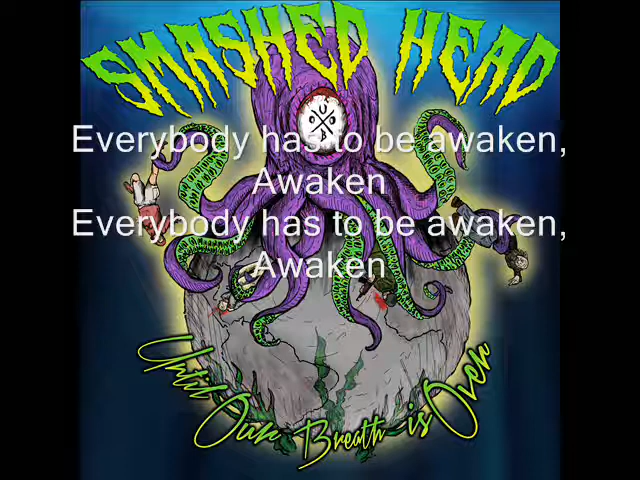 SMASHED HEAD
Everybody has to be awaken,
Awaken
Everybody has to be awaken,
Awaken
Until Our Breath is Over